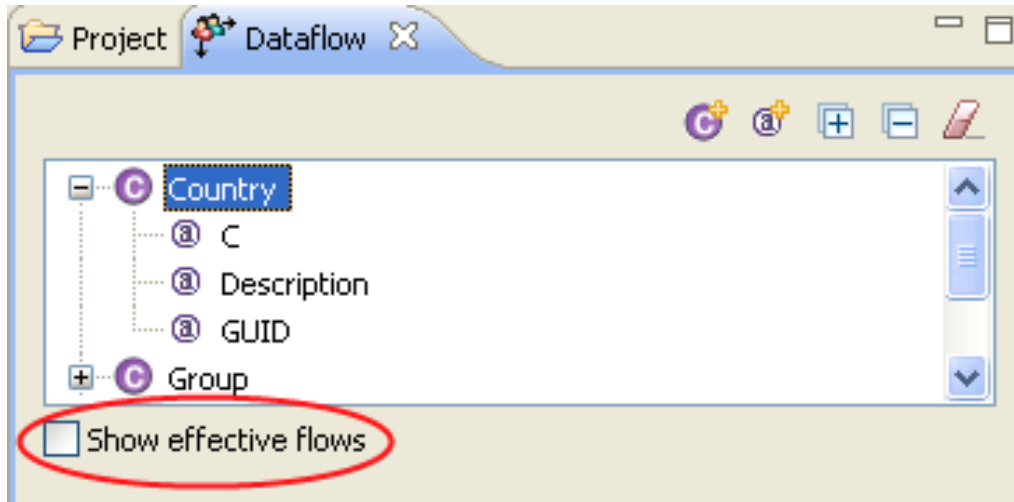 Project Dataflow
Country
C
Description
GUID
Group
Show effective flows